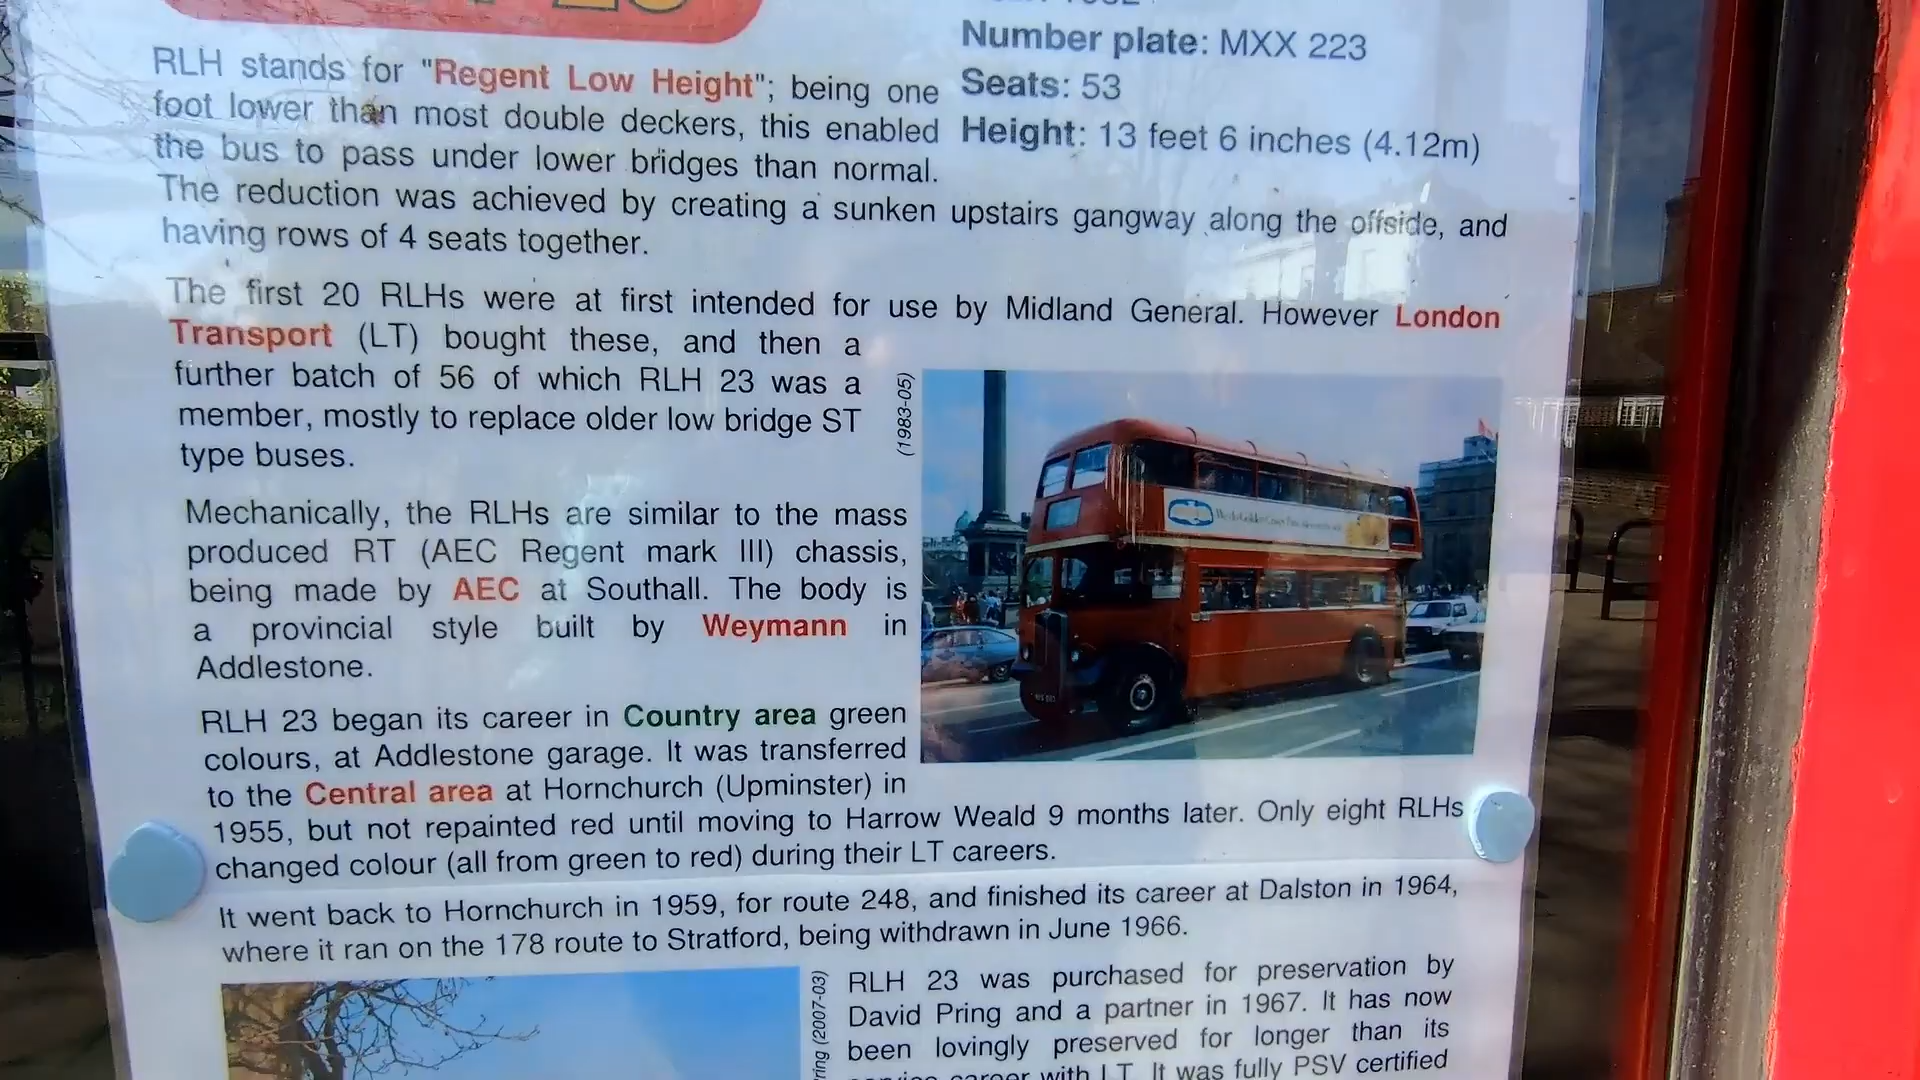 Number plate: MXX 223
Seats: 53
Height: 13 feet 6 inches (4.12m)
RLH stands for "Regent Low Height"; being one
foot lower than most double deckers, this enabled
the bus to pass under lower bridges than normal.
The reduction was achieved by creating a sunken upstairs gangway along the offside, and
having rows of 4 seats together.
The first 20 RLHs were at first intended for use by Midland General. However London
Transport (LT) bought these, and then a
further batch of 56 of which RLH 23 was a
member, mostly to replace older low bridge ST
type buses.
(1983-05)
Mechanically, the RLHs are similar to the mass
produced RT (AEC Regent mark III) chassis,
being made by AEC at Southall. The body is
a provincial style built by Weymann in
Addlestone.
RLH 23 began its career in Country area green
colours, at Addlestone garage. It was transferred
to the Central area at Hornchurch (Upminster) in
1955, but not repainted red until moving to Harrow Weald 9 months later. Only eight RLHs
changed colour (all from green to red) during their LT careers.
It went back to Hornchurch in 1959, for route 248, and finished its career at Dalston in 1964,
where it ran on the 178 route to Stratford, being withdrawn in June 1966.
(2007-03)
RLH 23 was purchased for preservation by
David Pring and a partner in 1967. It has now
been lovingly preserved for longer than its
service career with LT. It was fully PSV certified